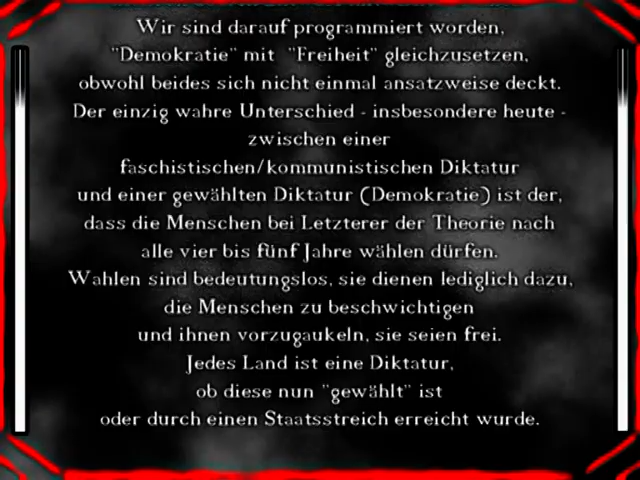 Wir sind darauf programmiert worden,
"Demokratie" mit "Freiheit" gleichzusetzen,
obwohl beides sich nicht einmal ansatzweise deckt.
Der einzig wahre Unterschied - insbesondere heute -
zwischen einer
faschistischen/kommunistischen Diktatur
und einer gewählten Diktatur (Demokratie) ist der,
dass die Menschen bei Letzterer der Theorie nach
alle vier bis fünf Jahre wählen dürfen.
Wahlen sind bedeutungslos, sie dienen lediglich dazu,
die Menschen zu beschwichtigen
und ihnen vorzugaukeln, sie seien frei.
Jedes Land ist eine Diktatur,
ob diese nun "gewählt" ist
oder durch einen Staatsstreich erreicht wurde.